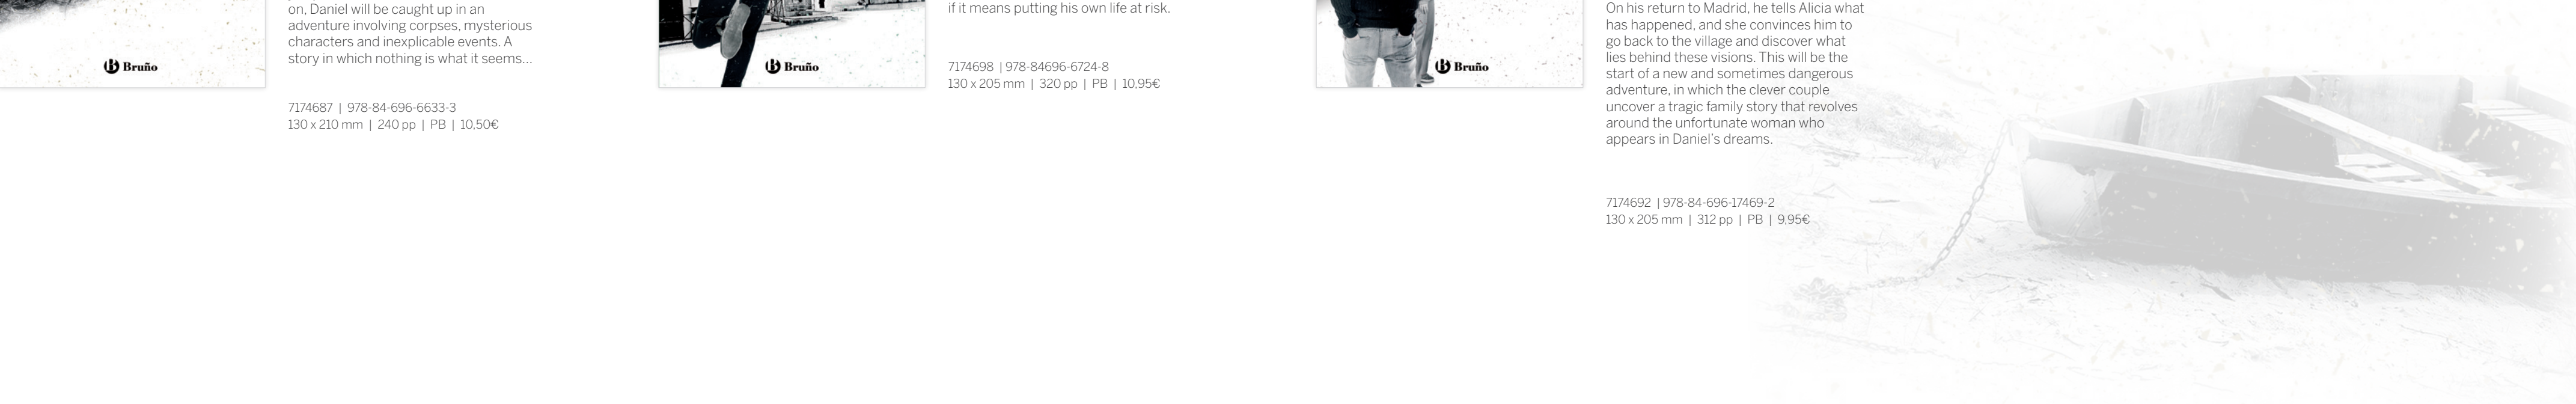 on, Daniel will be caught up in an
adventure involving corpses, mysterious
characters and inexplicable events. A
story in which nothing is what it seems...
7174687 | 978-84-696-6633-3
130 x 210 mm | 240 pp | PB | 10,50€
Bruño
if it means putting his own life at risk.
7174698 | 978-84696-6724-8
130 x 205 mm | 320 pp | PB | 10,95€
Bruño
On his return to Madrid, he tells Alicia what
has happened, and she convinces him to
go back to the village and discover what
lies behind these visions. This will be the
start of a new and sometimes dangerous
adventure, in which the clever couple
uncover a tragic family story that revolves
around the unfortunate woman who
appears in Daniel’s dreams.
7174692 | 978-84-696-17469-2
130 x 205 mm | 312 pp | PB | 9,95€
Bruño